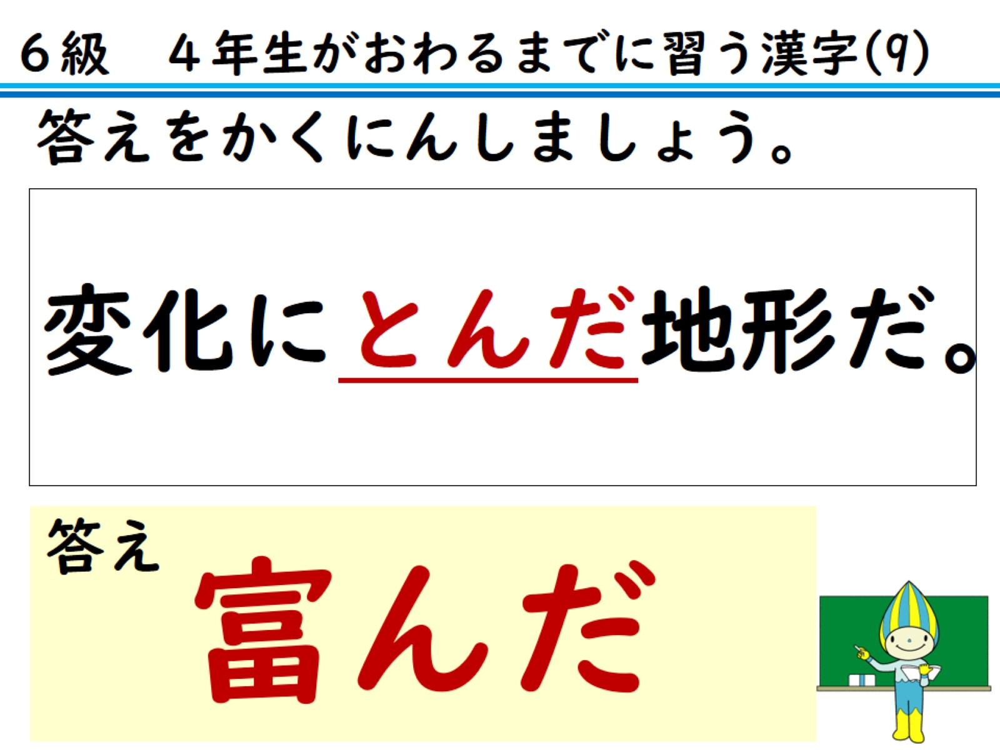 ６級　４年生がおわるまでに習う漢字(9)
答えをかくにんしましょう。
変化にとんだ地形だ。
答え
富んだ